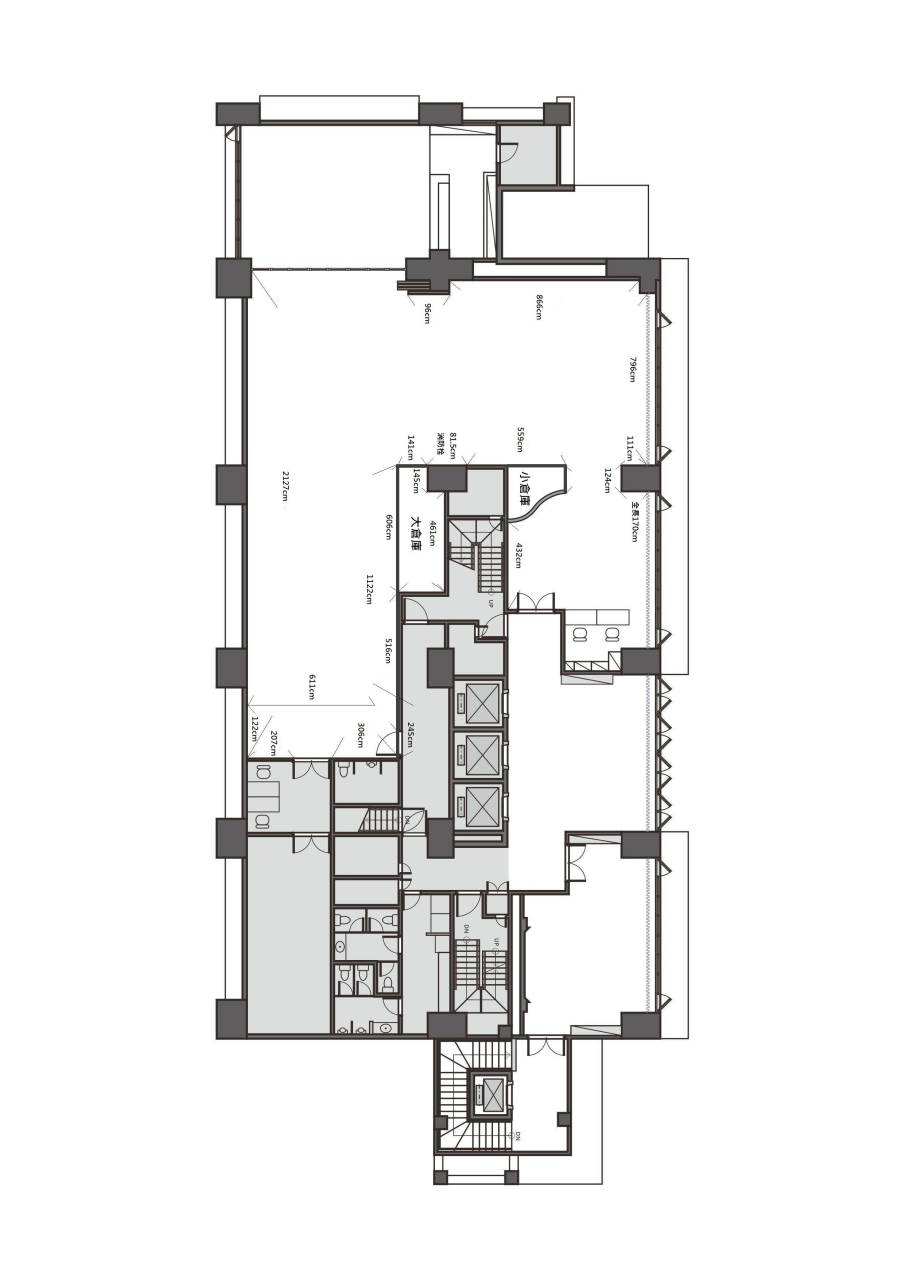 96cm
866cm
796cm
141cm
消防栓
81.5cm
559cm
111cm
2127cm
145cm
小倉庫
124cm
全長170cm
606cm
大倉庫
461cm
432cm
1122cm
UP
516cm
611cm
122cm
207cm
306cm
245cm
DN
DN
UP
DN